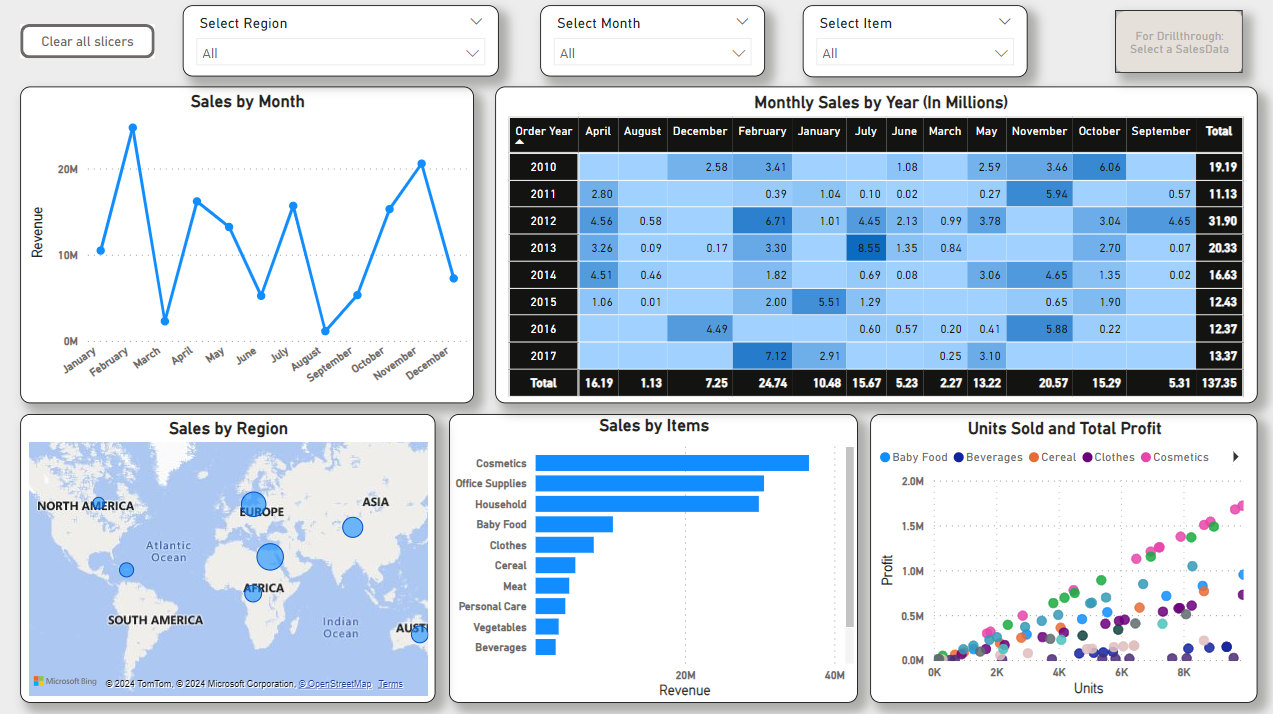 Clear all slicers
Select Region
All
Select Month
All
Select Item
All
For Drillthrough:
Select a SalesData
Sales by Month
Revenue
20M
10M
0M
January February March April May June July August September October November December
Monthly Sales by Year (In Millions)
Order Year April August December February January July June March May November October September Total
2010 2.58 3.41 1.08 2.59 3.46 6.06 19.19
2011 2.80 0.39 1.04 0.10 0.02 0.27 5.94 0.57 11.13
2012 4.56 0.58 6.71 1.01 4.45 2.13 0.99 3.78 3.04 4.65 31.90
2013 3.26 0.09 0.17 3.30 8.55 1.35 0.84 2.70 0.07 20.33
2014 4.51 0.46 1.82 0.69 0.08 3.06 4.65 1.35 0.02 16.63
2015 1.06 0.01 2.00 5.51 1.29 0.65 1.90 12.43
2016 4.49 0.60 0.57 0.20 0.41 5.88 0.22 12.37
2017 7.12 2.91 0.25 3.10 13.37
Total 16.19 1.13 7.25 24.74 10.48 15.67 5.23 2.27 13.22 20.57 15.29 5.31 137.35
Sales by Region
NORTH AMERICA
EUROPE
ASIA
Atlantic
Ocean
AFRICA
SOUTH AMERICA
Indian
Ocean
AUST
Microsoft Bing
© 2024 TomTom, © 2024 Microsoft Corporation, © OpenStreetMap Terms
Sales by Items
Cosmetics
Office Supplies
Household
Baby Food
Clothes
Cereal
Meat
Personal Care
Vegetables
Beverages
20M 40M
Revenue
Units Sold and Total Profit
Baby Food Beverages Cereal Clothes Cosmetics
Profit
2.0M
1.5M
1.0M
0.5M
0.0M
0K 2K 4K 6K 8K
Units